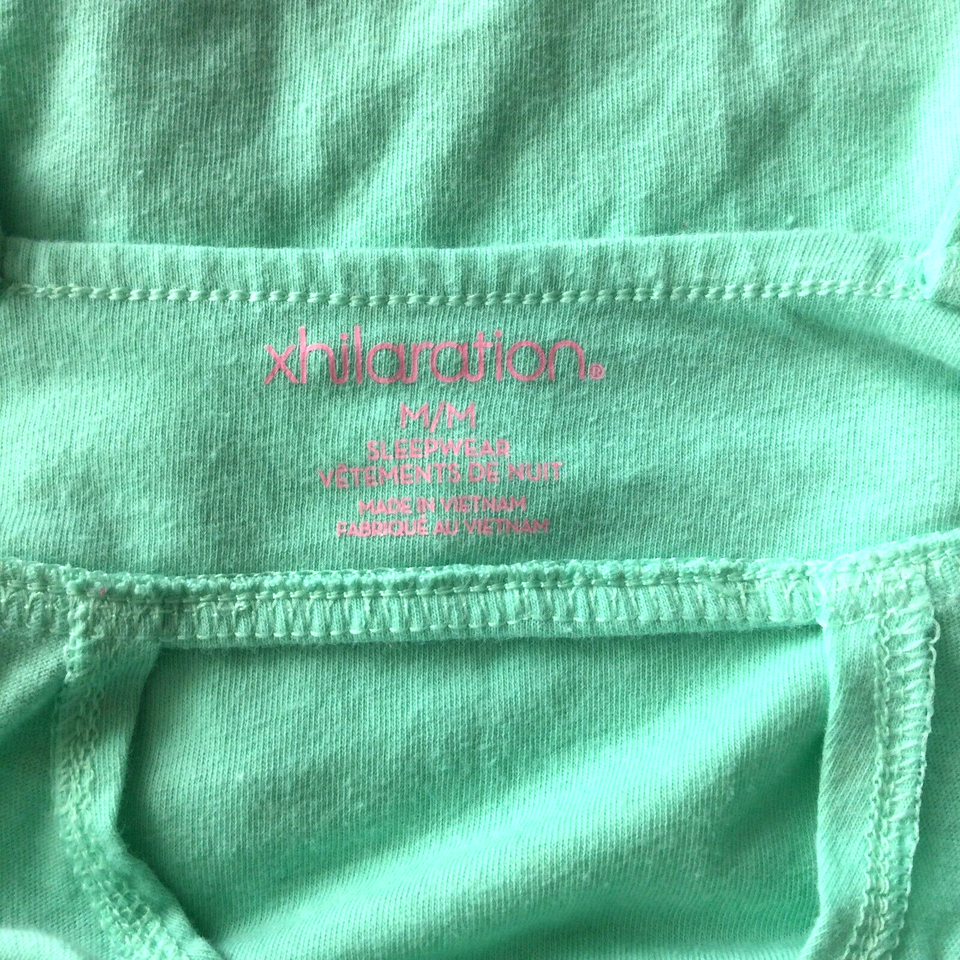 xhilaration®
M/M
SLEEPWEAR
VÊTEMENTS DE NUIT
MADE IN VIETNAM
FABRIQUÉ AU VIETNAM